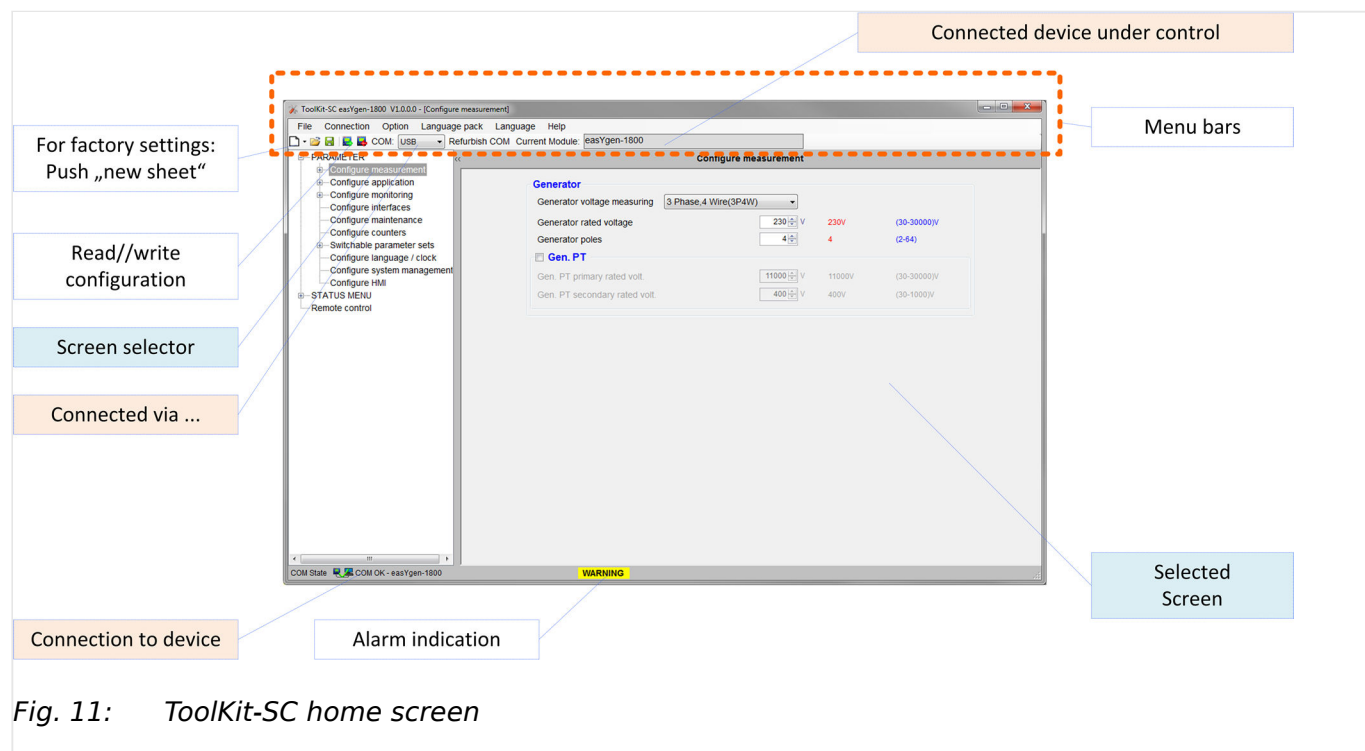 Connected device under control
Menu bars
For factory settings:
Push „new sheet“
Read//write
configuration
Screen selector
Connected via ...
Connection to device
Alarm indication
Selected
Screen
ToolKit-SC easYgen-1800 V1.0.0.0 - [Configure measurement]
File Connection Option Language pack Language Help
COM: USB Refurbish COM Current Module: easYgen-1800
PARAMETER
Configure measurement
Configure application
Configure monitoring
Configure interfaces
Configure maintenance
Configure counters
Switchable parameter sets
Configure language / clock
Configure system management
Configure HMI
STATUS MENU
Remote control
<< Configure measurement
Generator
Generator voltage measuring 3 Phase,4 Wire(3P4W)
Generator rated voltage 230 V 230V (30-30000)V
Generator poles 4 4 (2-64)
Gen. PT
Gen. PT primary rated volt. 11000 V 11000V (30-30000)V
Gen. PT secondary rated volt. 400 V 400V (30-1000)V
COM State COM OK - easYgen-1800 WARNING
Fig. 11: ToolKit-SC home screen